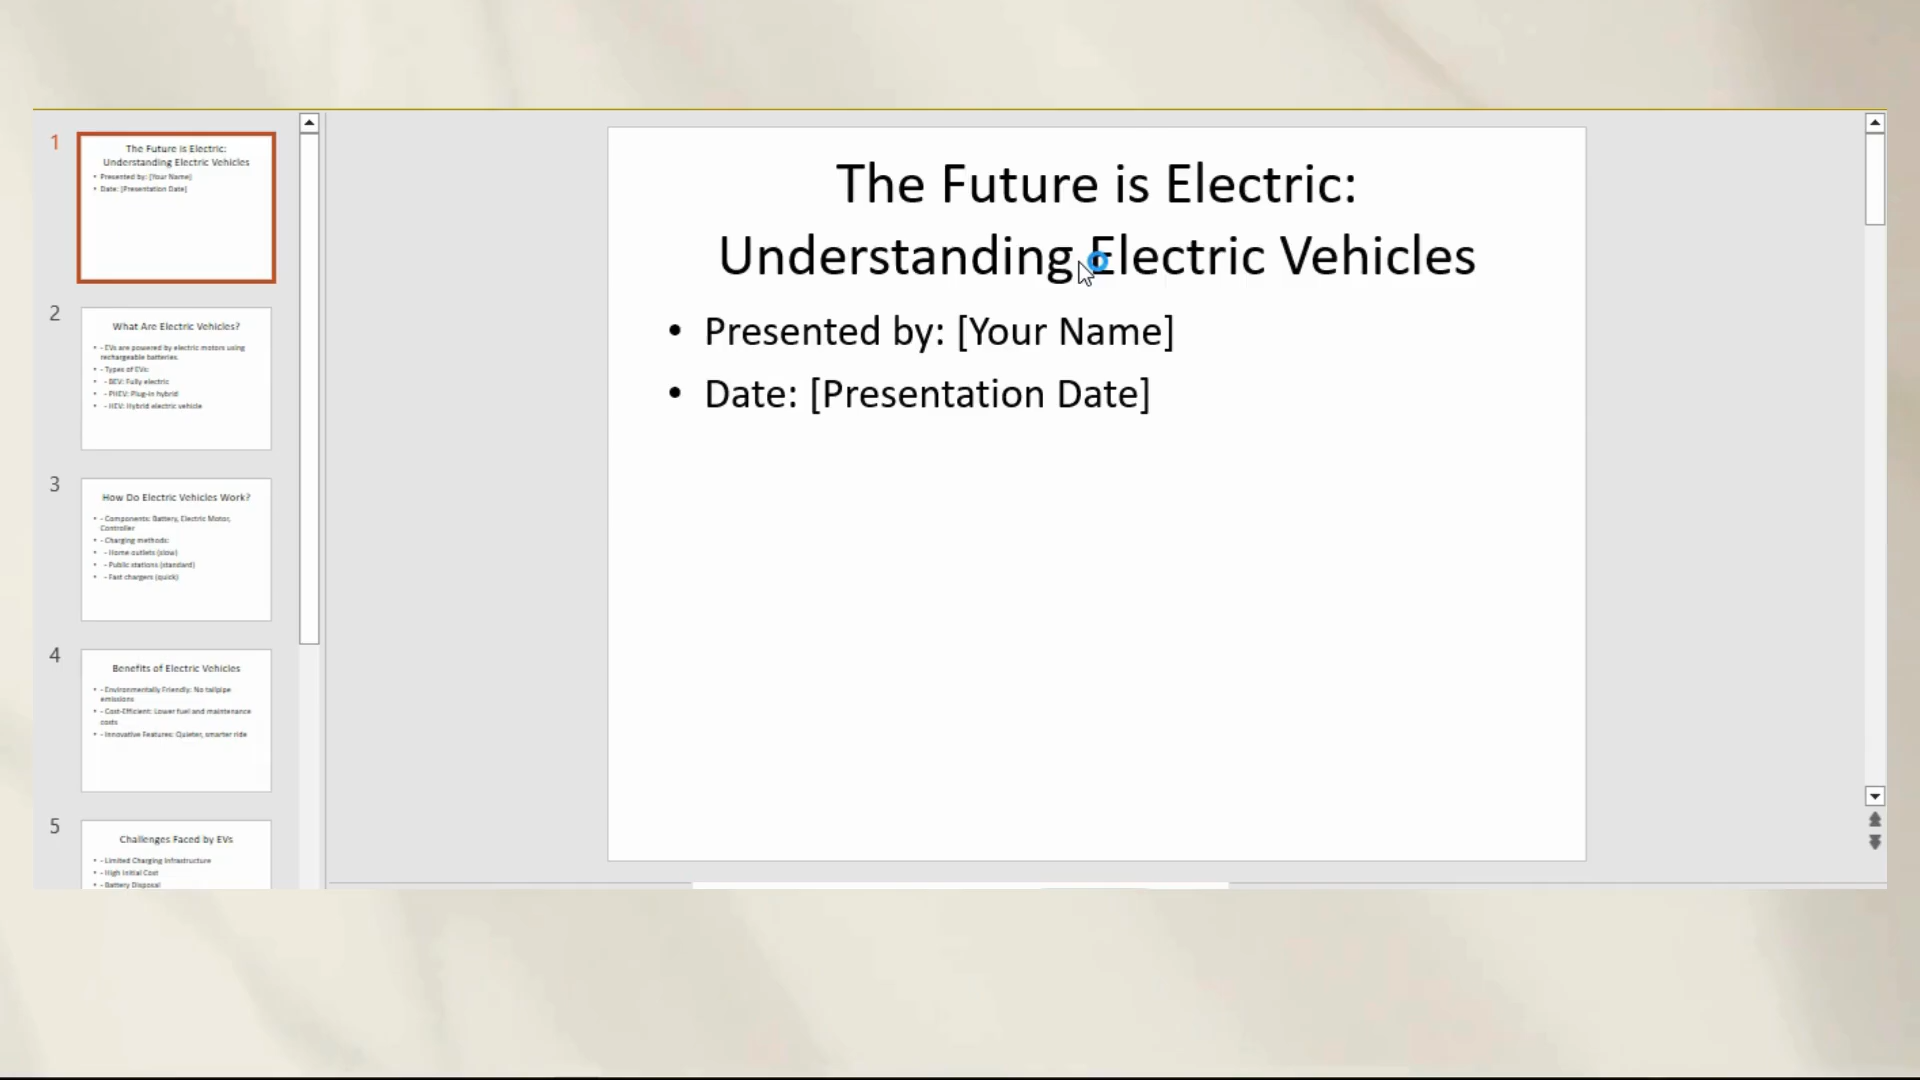 1
The Future is Electric:
Understanding Electric Vehicles
• Presented by: [Your Name]
• Date: [Presentation Date]
2
What Are Electric Vehicles?
• - EVs are powered by electric motors using
rechargeable batteries.
• - Types of EVs:
• - BEV: Fully electric
• - PHEV: Plug-in hybrid
• - HEV: Hybrid electric vehicle
3
How Do Electric Vehicles Work?
• - Components: Battery, Electric Motor,
Controller
• - Charging methods:
• - Home outlets (slow)
• - Public stations (standard)
• - Fast chargers (quick)
4
Benefits of Electric Vehicles
• - Environmentally Friendly: No tailpipe
emissions
• - Cost-Efficient: Lower fuel and maintenance
costs
• - Innovative Features: Quieter, smarter ride
5
Challenges Faced by EVs
• - Limited Charging Infrastructure
• - High Initial Cost
• - Battery Disposal
The Future is Electric:
Understanding Electric Vehicles
• Presented by: [Your Name]
• Date: [Presentation Date]